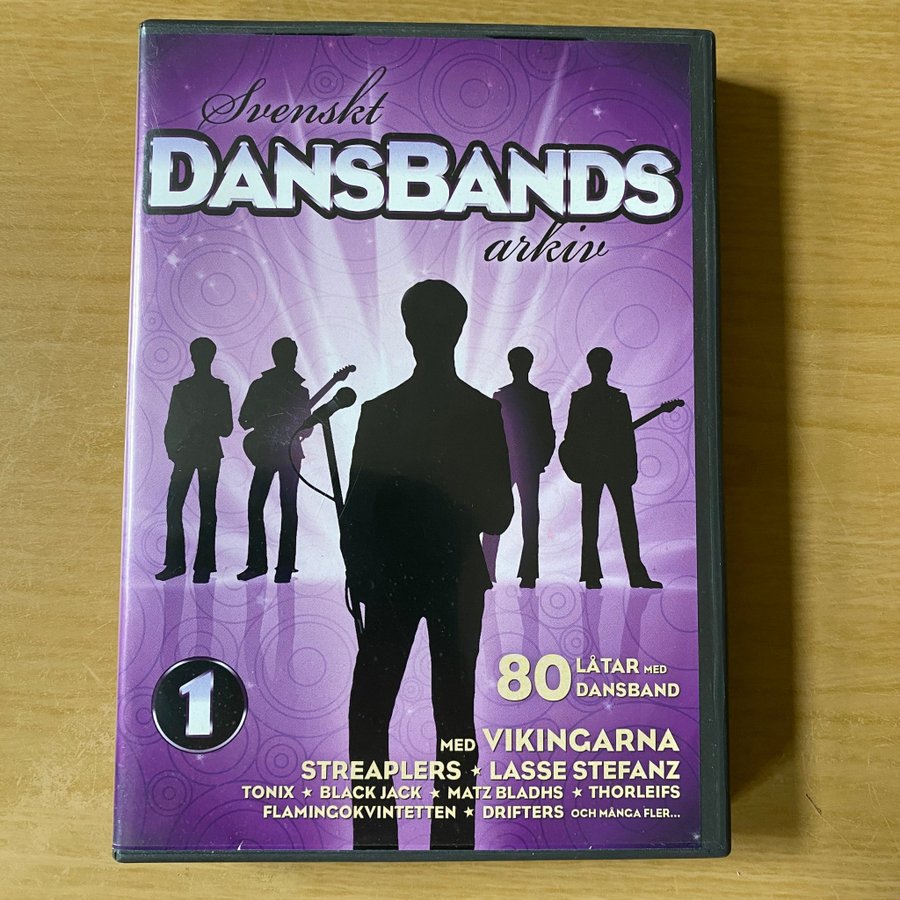 Svenskt
DANSBANDS
arkiv
80 LÅTAR MED
DANSBAND
1
MED VIKINGARNA
STREAPLERS ★ LASSE STEFANZ
TONIX ★ BLACK JACK ★ MATZ BLADHS ★ THORLEIFS
FLAMINGOKVINTETTEN ★ DRIFTERS OCH MÅNGA FLER...